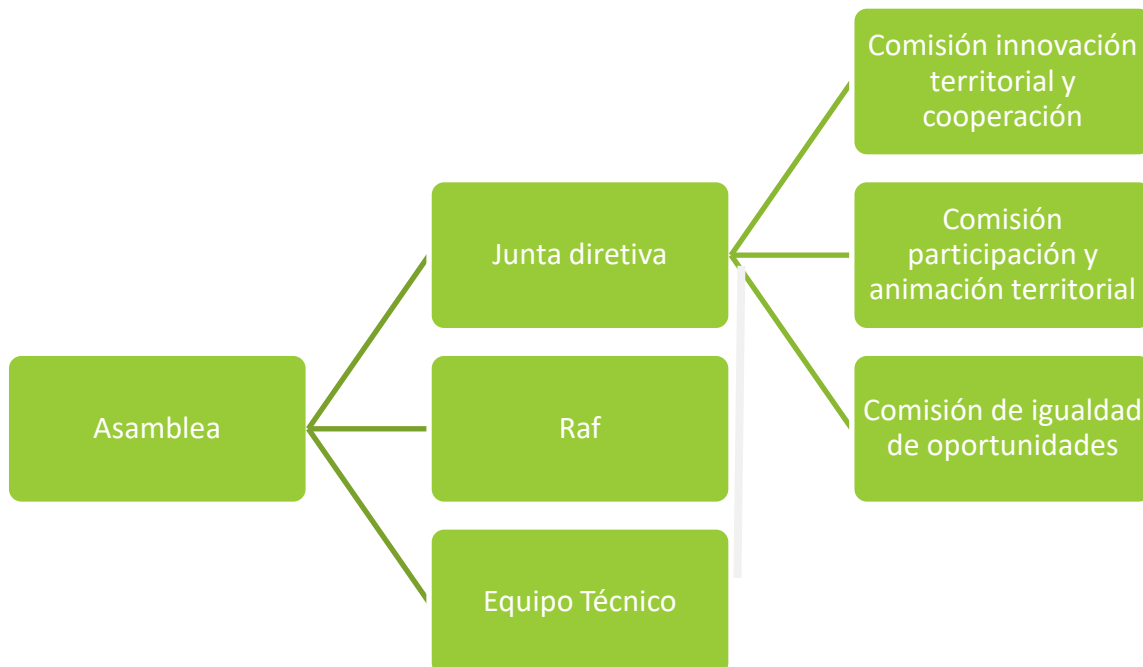 Asamblea
Junta diretiva
Raf
Equipo Técnico
Comisión innovación
territorial y
cooperación
Comisión
participación y
animación territorial
Comisión de igualdad
de oportunidades